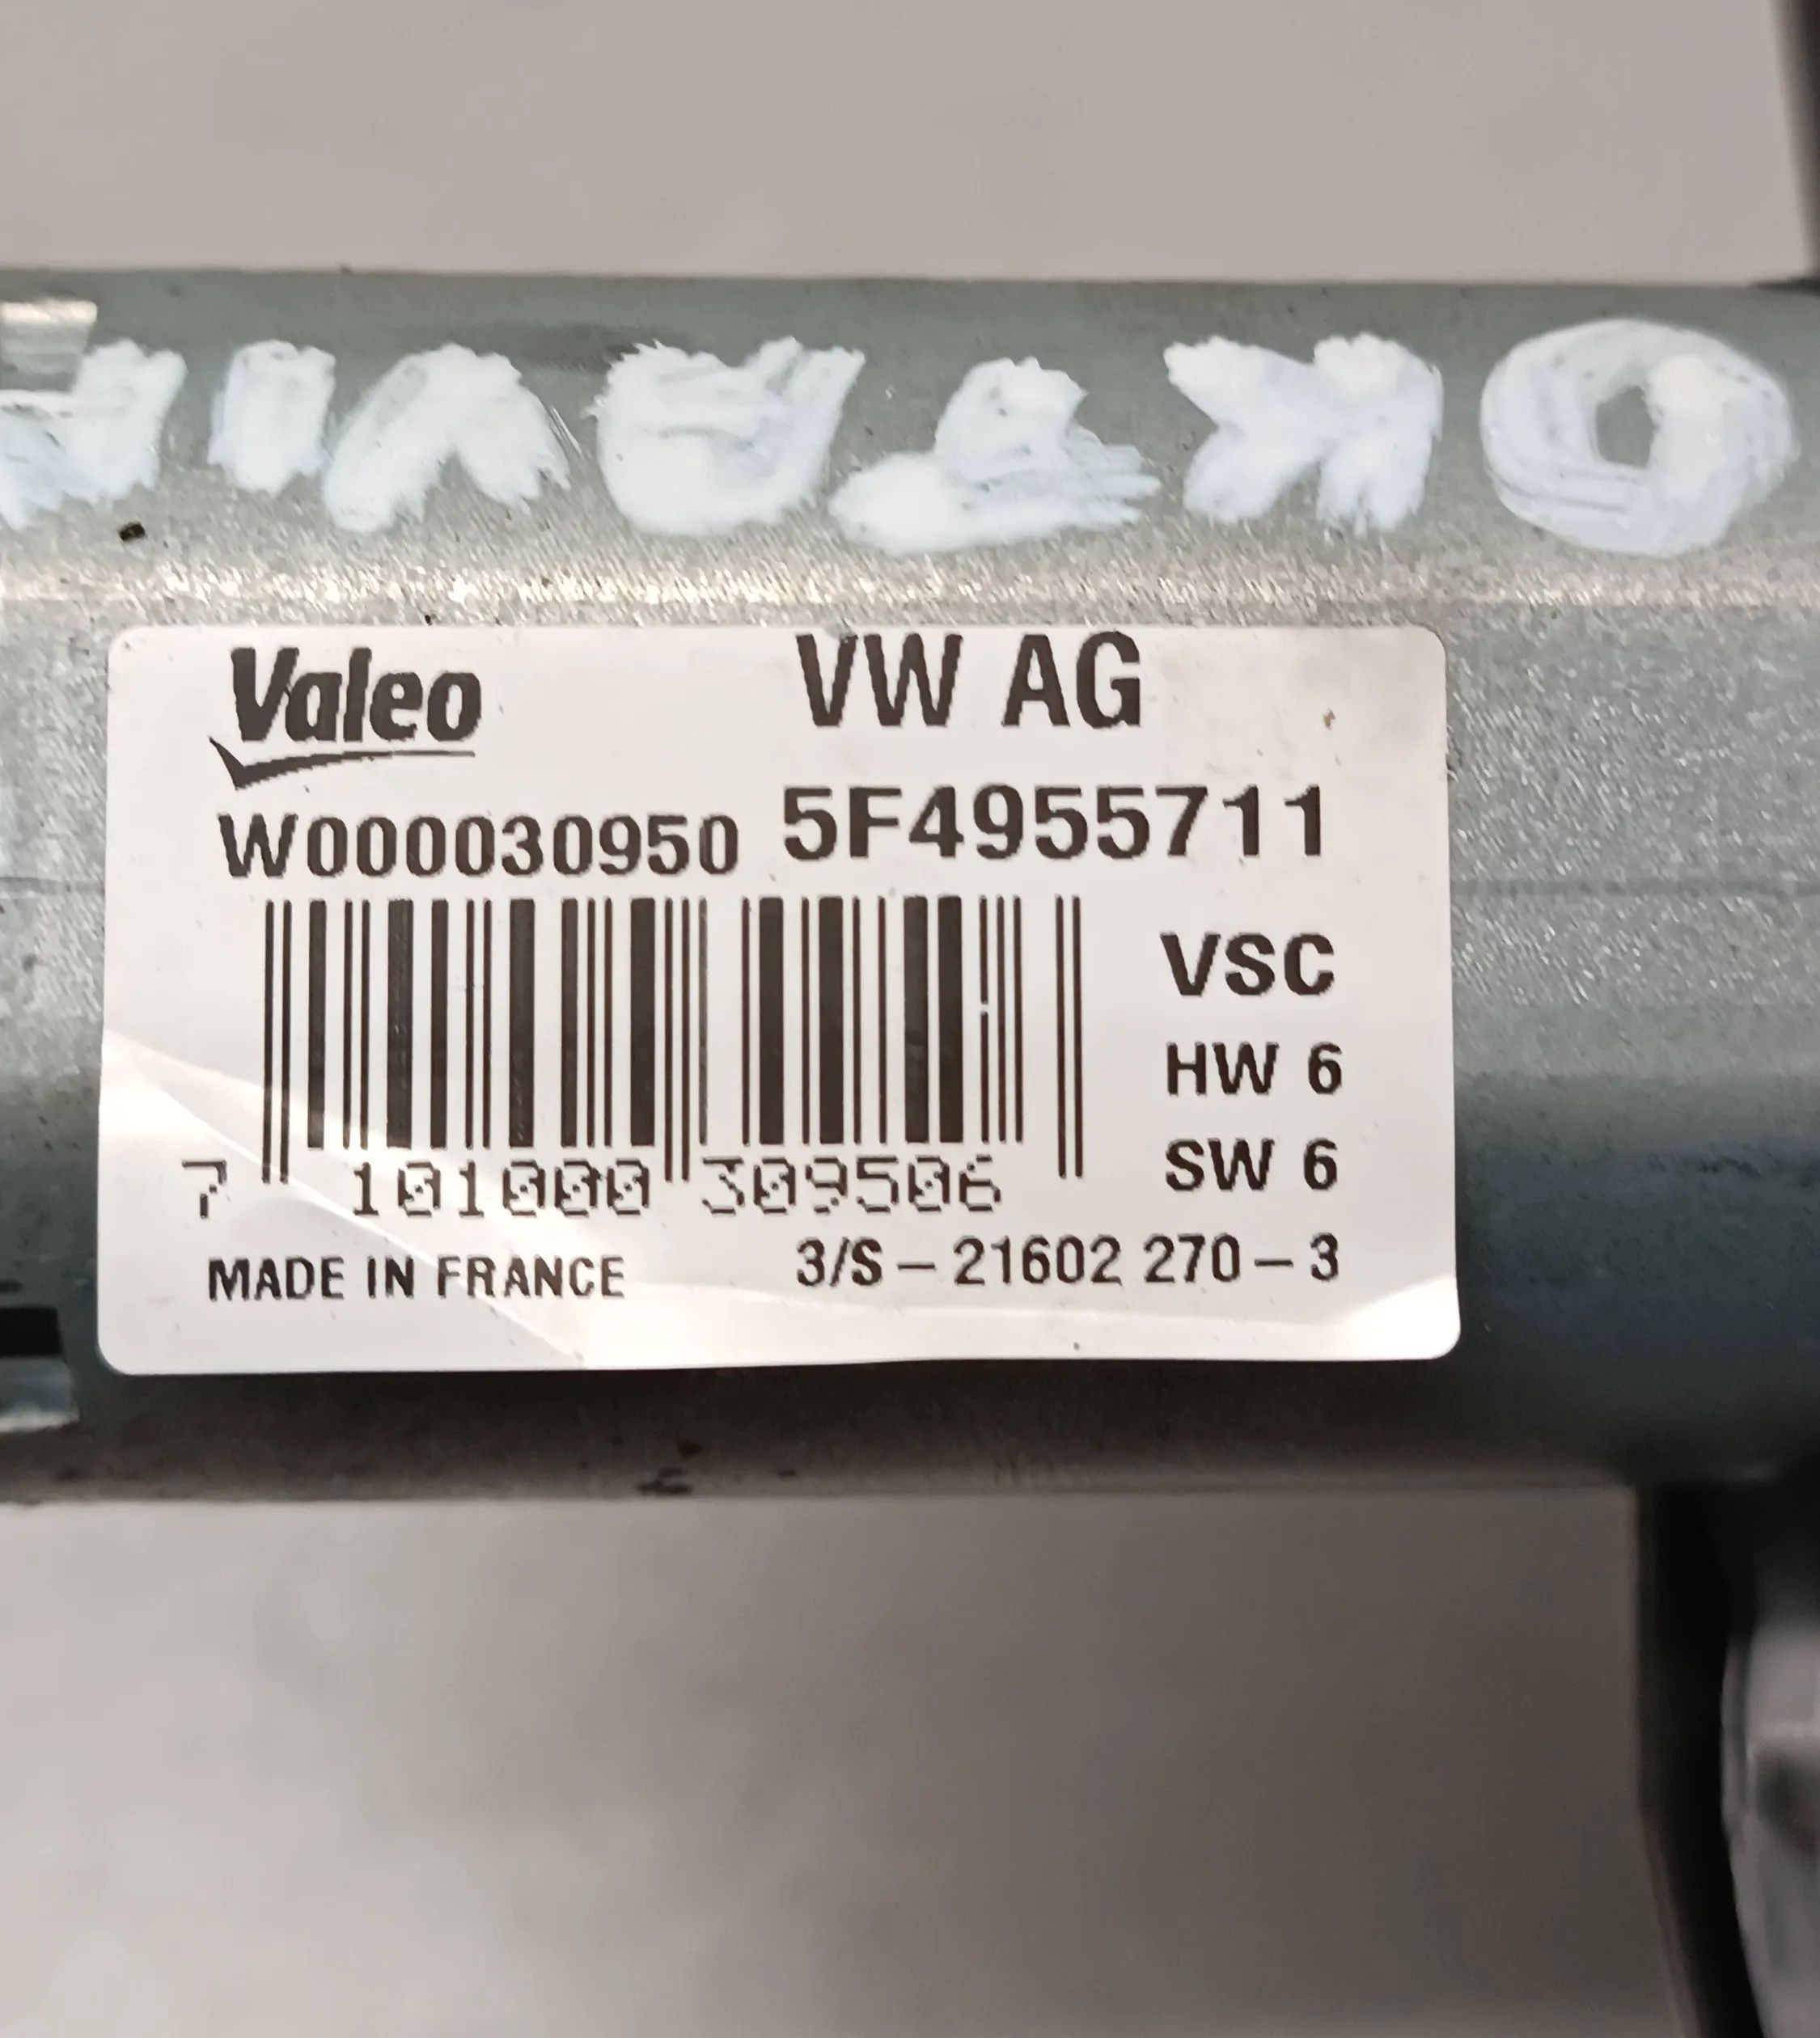 OKTAVIA
Valeo VW AG
W000030950 5F4955711
VSC
HW 6
SW 6
7 101000 309506
MADE IN FRANCE 3/S – 21602 270 – 3